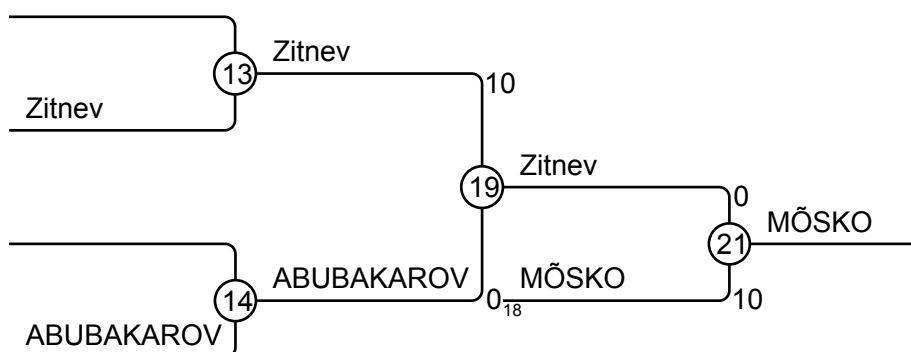 Zitnev
13
10
Zitnev
Zitnev
19
0
MÕSKO
21
ABUBAKAROV
MÕSKO
14
0
18
10
ABUBAKAROV